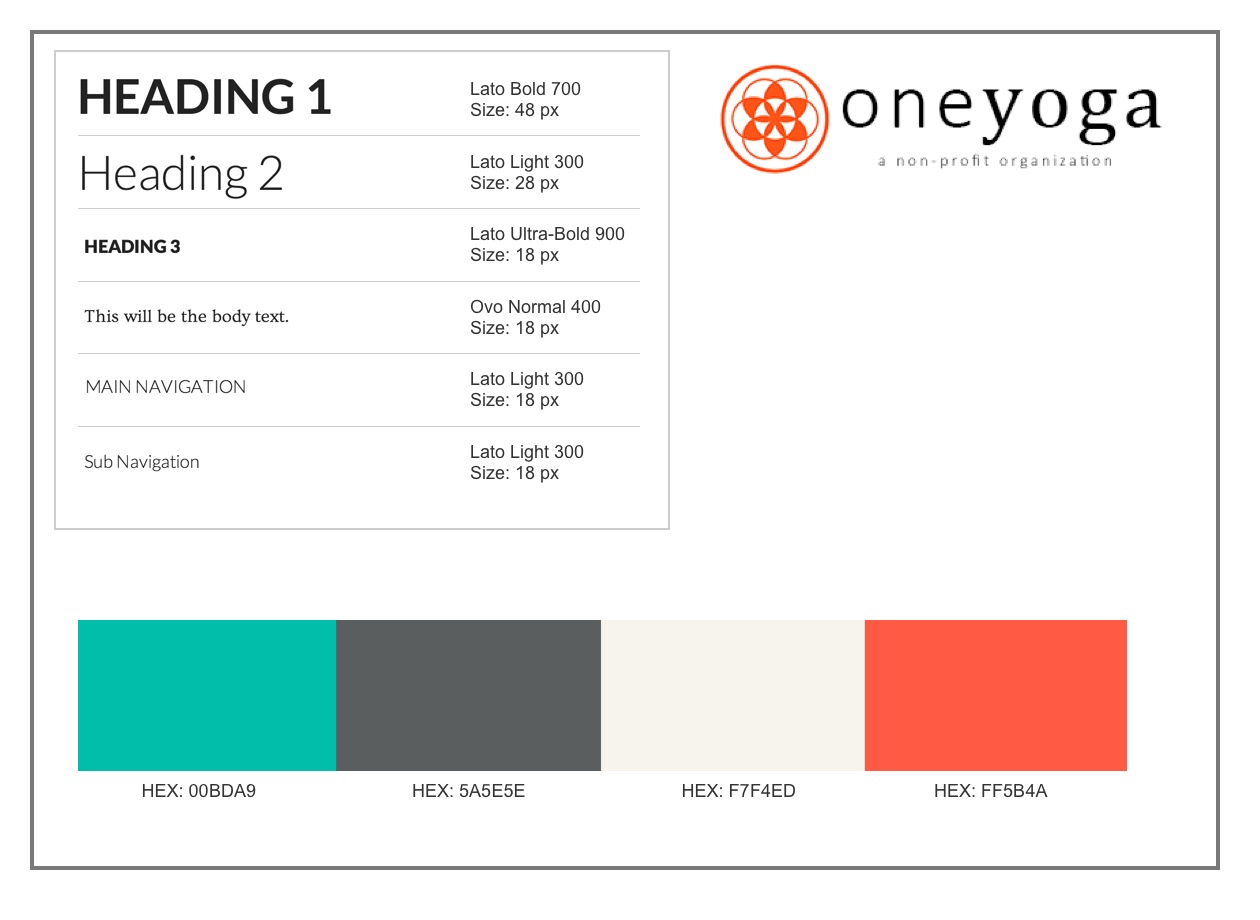 HEADING 1
Lato Bold 700
Size: 48 px
Heading 2
Lato Light 300
Size: 28 px
HEADING 3
Lato Ultra-Bold 900
Size: 18 px
This will be the body text.
Ovo Normal 400
Size: 18 px
MAIN NAVIGATION
Lato Light 300
Size: 18 px
Sub Navigation
Lato Light 300
Size: 18 px
oneyoga
a non-profit organization
HEX: 00BDA9
HEX: 5A5E5E
HEX: F7F4ED
HEX: FF5B4A